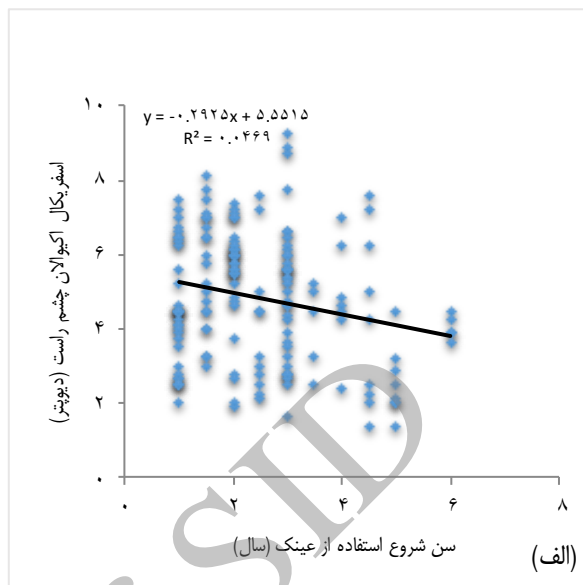 y = -۰.۲۹۲۵x + ۵.۵۵۱۵
R² = ۰.۰۴۶۹
اسفریکال اکیوالان چشم راست (دیوپتر)
۱۰
۸
۶
۴
۲
۰
۰ ۲ ۴ ۶ ۸
سن شروع استفاده از عینک (سال)
(الف)
SID